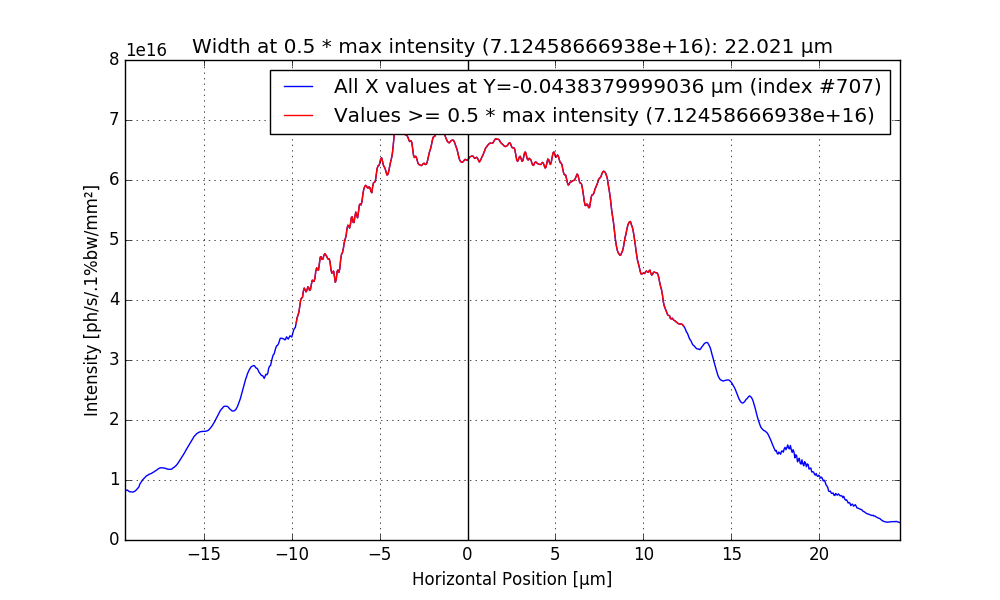 Width at 0.5 * max intensity (7.12458666938e+16): 22.021 µm
1e16
All X values at Y=-0.0438379999036 µm (index #707)
Values >= 0.5 * max intensity (7.12458666938e+16)
8
7
6
5
4
3
2
1
0
Intensity [ph/s/.1%bw/mm²]
−15 −10 −5 0 5 10 15 20
Horizontal Position [µm]